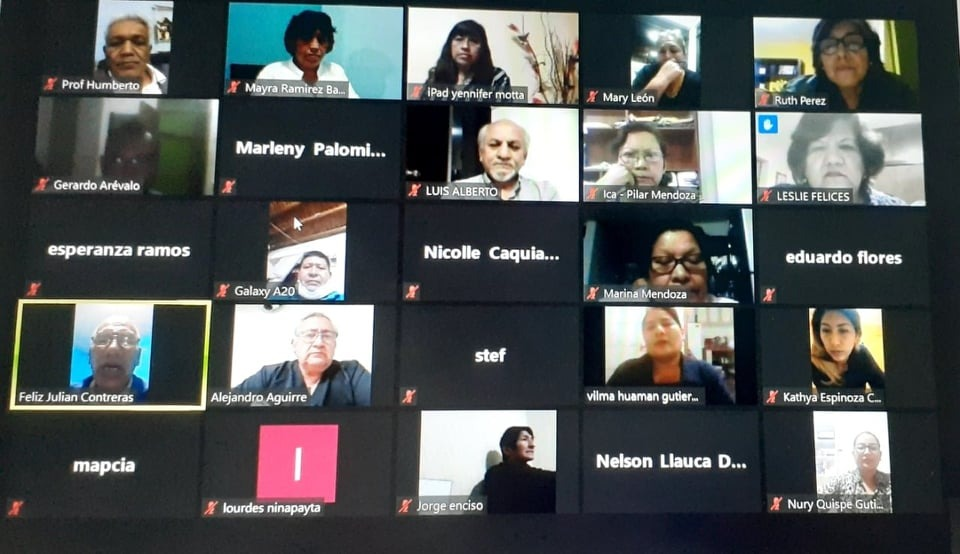 Prof Humberto
Mayra Ramirez Ba...
iPad yennifer motta
Mary León
Ruth Perez
Gerardo Arévalo
Marleny Palomi...
LUIS ALBERTO
Ica - Pilar Mendoza
LESLIE FELICES
esperanza ramos
Galaxy A20
Nicolle Caquia...
Marina Mendoza
eduardo flores
Feliz Julian Contreras
Alejandro Aguirre
stef
vilma huaman gutier...
Kathya Espinoza C...
mapcia
l
lourdes ninapayta
Jorge enciso
Nelson Llauca D...
Nury Quispe Guti...